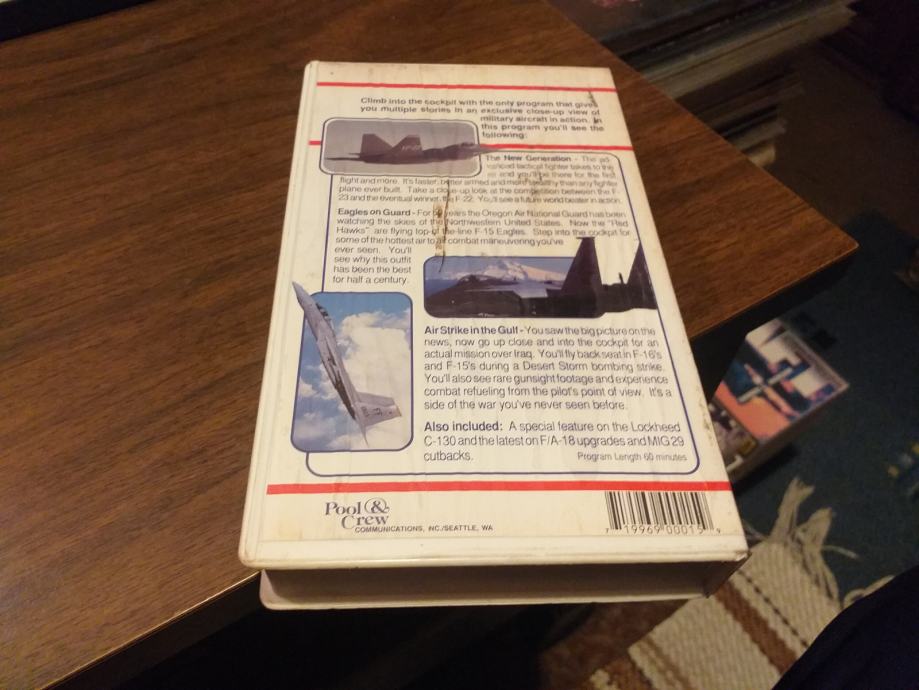 Climb into the cockpit with the only program that gives
you multiple stories in an exclusive close-up view of
military aircraft in action. In
this program you'll see the
following:
YF-22
The New Generation - The ad-
vanced tactical fighter takes to the
and you'll be there for the first
flight and more. It's faster, better armed and more stealthy than any fighter
plane ever built. Take a close-up look at the competition between the F-
23 and the eventual winner, the F-22. You'll see a future world beater in action.
Eagles on Guard - For 50 years the Oregon Air National Guard has been
watching the skies of the Northwestern United States. Now the "Red
Hawks" are flying top-of-the-line F-15 Eagles. Step into the cockpit for
some of the hottest air to air combat maneuvering you've
ever seen. You'll
see why this outfit
has been the best
for half a century.
Air Strike in the Gulf - You saw the big picture on the
news, now go up close and into the cockpit for an
actual mission over Iraq. You'll fly back seat in F-16's
and F-15's during a Desert Storm bombing strike.
You'll also see rare gunsight footage and experience
combat refueling from the pilot's point of view. It's a
side of the war you've never seen before.
Also included: A special feature on the Lockheed
C-130 and the latest on F/A-18 upgrades and MIG 29
cutbacks.
Program Length 60 minutes
Pool &
Crew
COMMUNICATIONS, INC./SEATTLE, WA
7 19969 00015 9